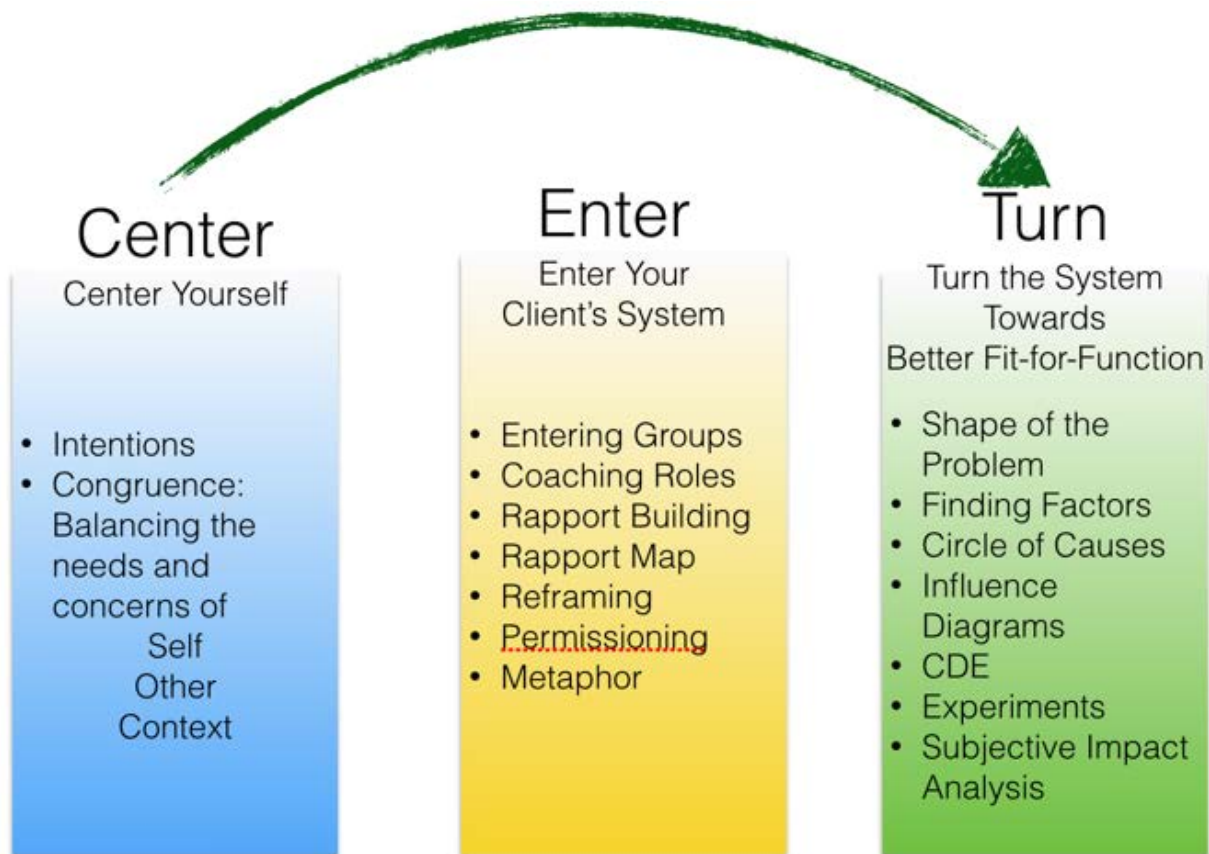 Center
Center Yourself
• Intentions
• Congruence:
Balancing the
needs and
concerns of
Self
Other
Context
Enter
Enter Your
Client's System
• Entering Groups
• Coaching Roles
• Rapport Building
• Rapport Map
• Reframing
• Permissioning
• Metaphor
Turn
Turn the System
Towards
Better Fit-for-Function
• Shape of the
Problem
• Finding Factors
• Circle of Causes
• Influence
Diagrams
• CDE
• Experiments
• Subjective Impact
Analysis